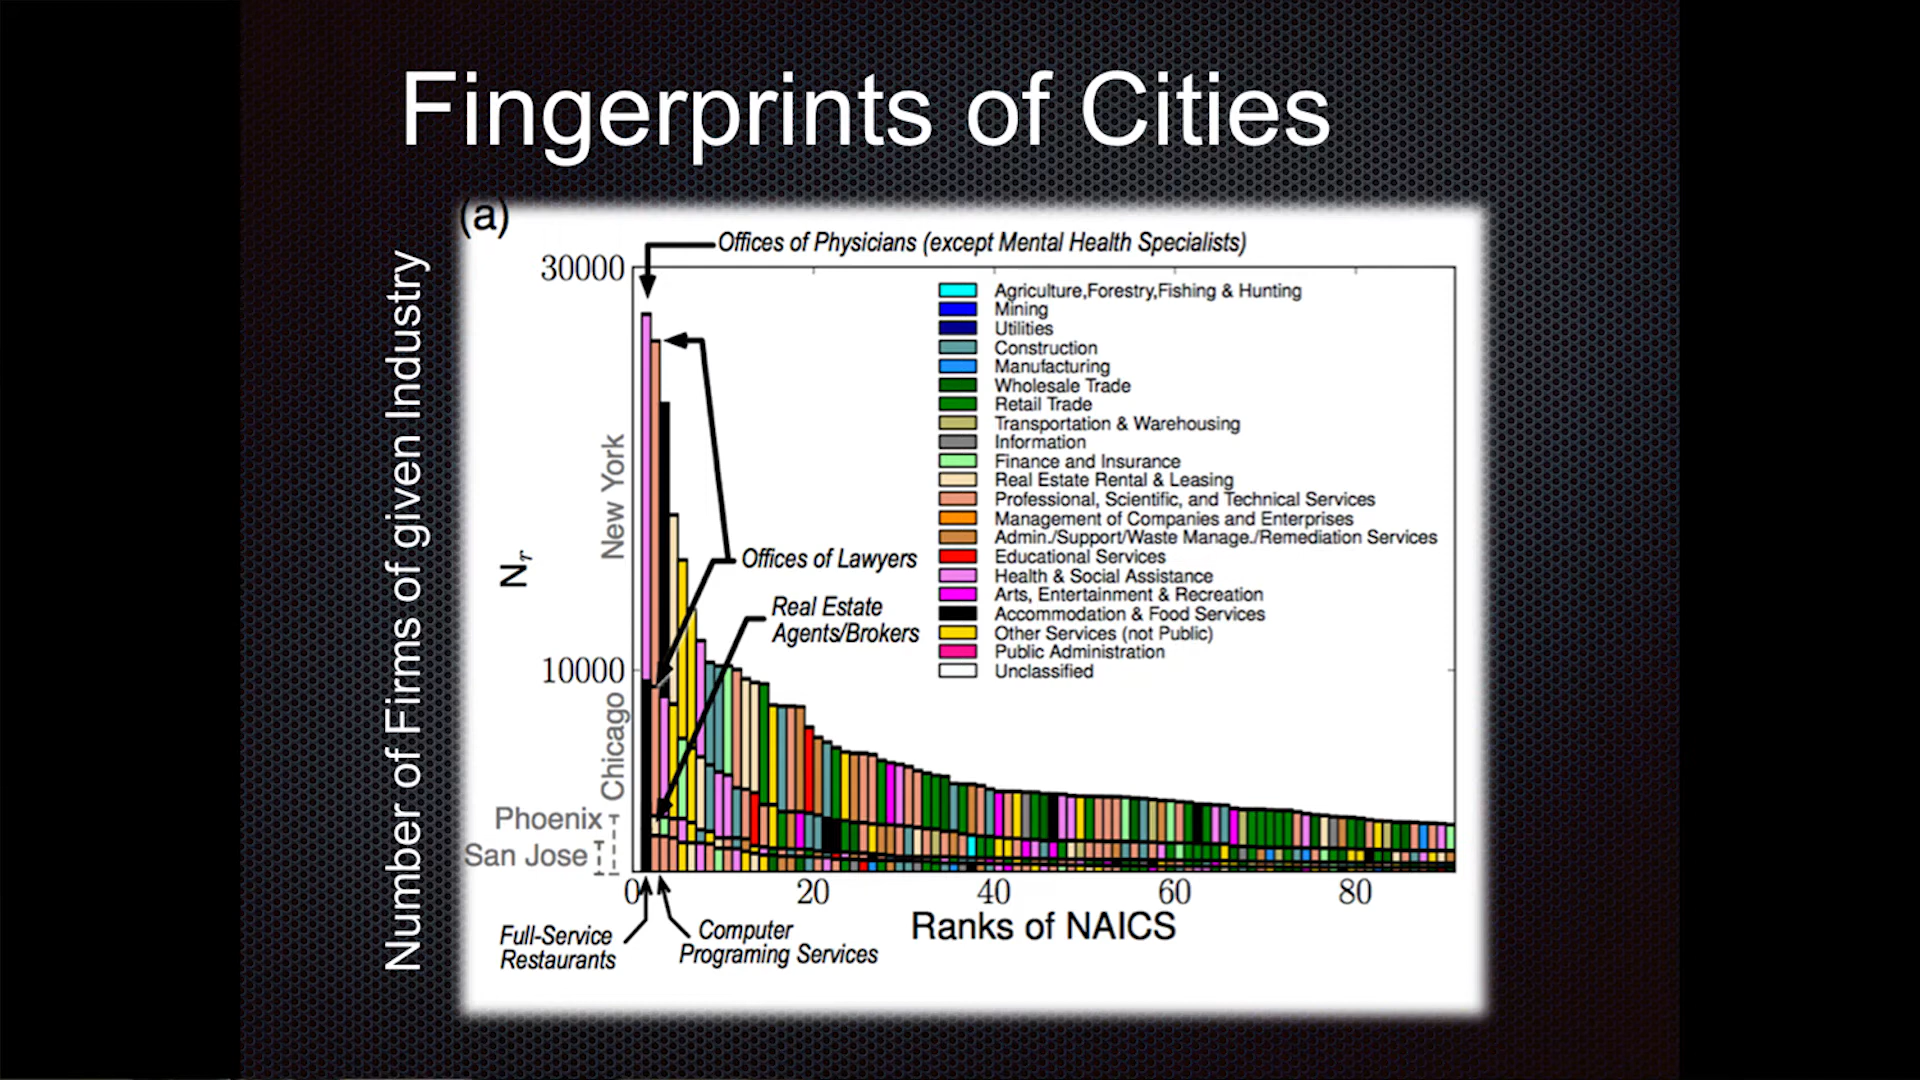 Fingerprints of Cities
(a)
Number of Firms of given Industry
Offices of Physicians (except Mental Health Specialists)
30000
Agriculture,Forestry,Fishing & Hunting
Mining
Utilities
Construction
Manufacturing
Wholesale Trade
Retail Trade
Transportation & Warehousing
Information
Finance and Insurance
Real Estate Rental & Leasing
Professional, Scientific, and Technical Services
Management of Companies and Enterprises
Admin./Support/Waste Manage./Remediation Services
Educational Services
Health & Social Assistance
Arts, Entertainment & Recreation
Accommodation & Food Services
Other Services (not Public)
Public Administration
Unclassified
New York
Nr
Offices of Lawyers
Real Estate
Agents/Brokers
10000
Chicago
Phoenix
San Jose
0 20 40 60 80
Ranks of NAICS
Full-Service
Restaurants
Computer
Programing Services